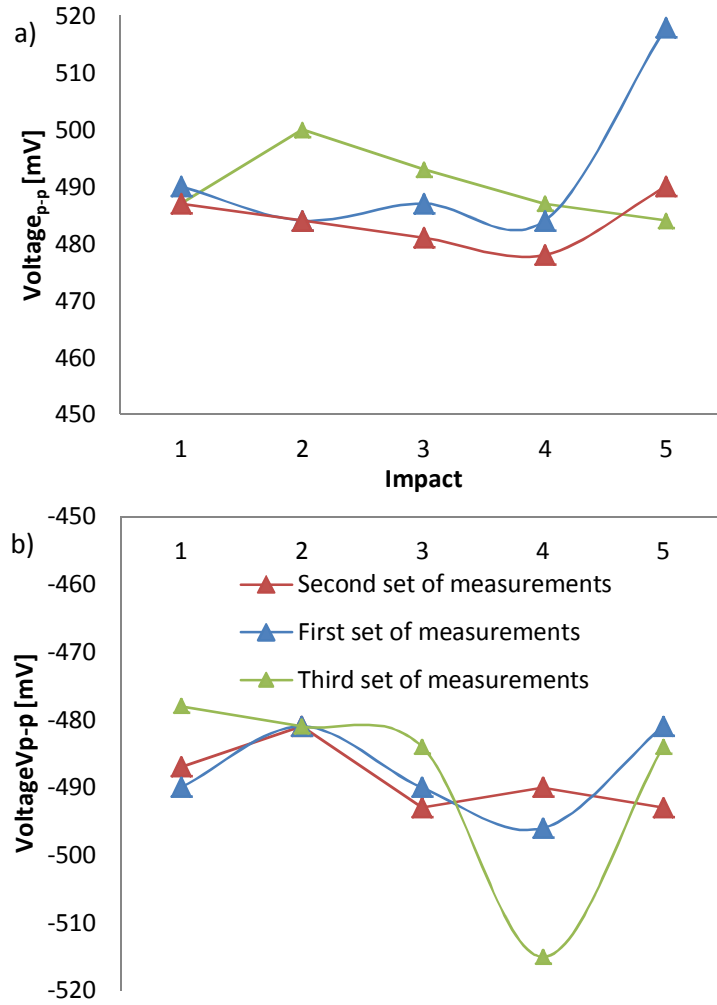 a)
520
510
500
490
480
470
460
450
Voltagep-p [mV]
1 2 3 4 5
Impact
b)
-450
-460
-470
-480
-490
-500
-510
-520
VoltageVp-p [mV]
1 2 3 4 5
Second set of measurements
First set of measurements
Third set of measurements